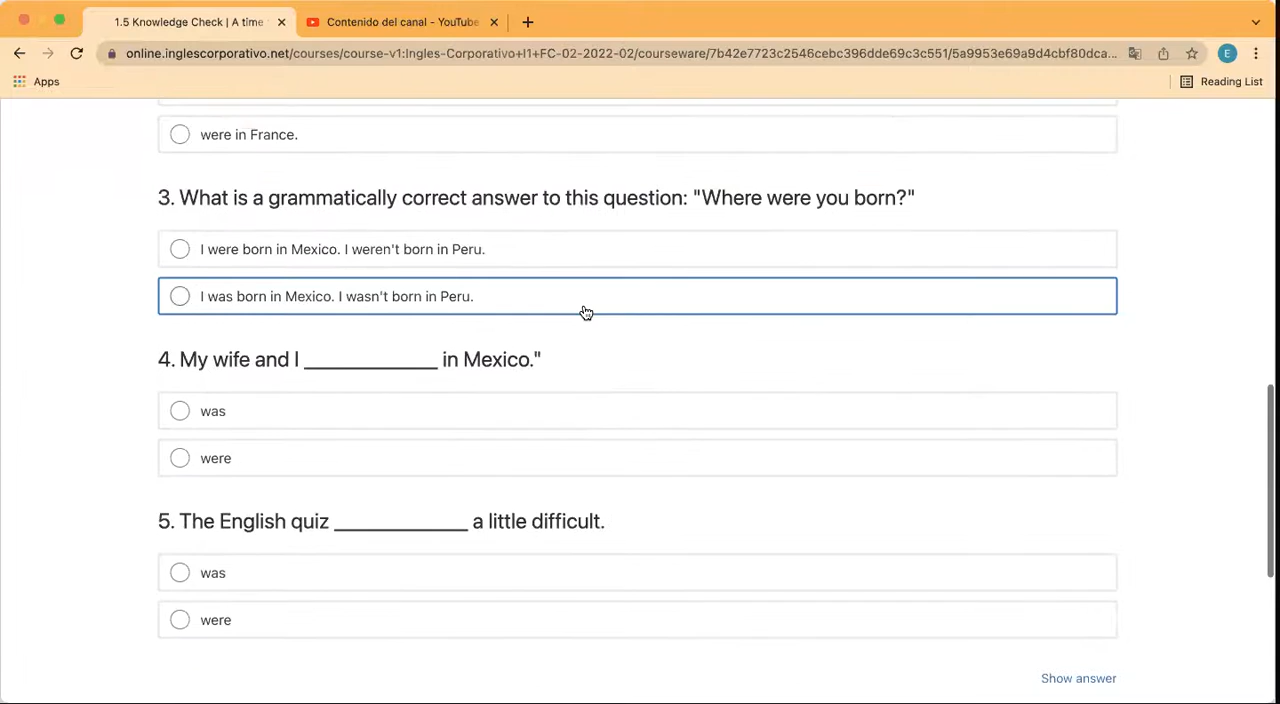 1.5 Knowledge Check | A time
Contenido del canal - YouTube
online.inglescorporativo.net/courses/course-v1:Ingles-Corporativo+I1+FC-02-2022-02/courseware/7b42e7723c2546cebc396dde69c3c551/5a9953e69a9d4cbf80dca...
E
Apps
Reading List
were in France.
3. What is a grammatically correct answer to this question: "Where were you born?"
I were born in Mexico. I weren't born in Peru.
I was born in Mexico. I wasn't born in Peru.
4. My wife and I ____________ in Mexico."
was
were
5. The English quiz ____________ a little difficult.
was
were
Show answer